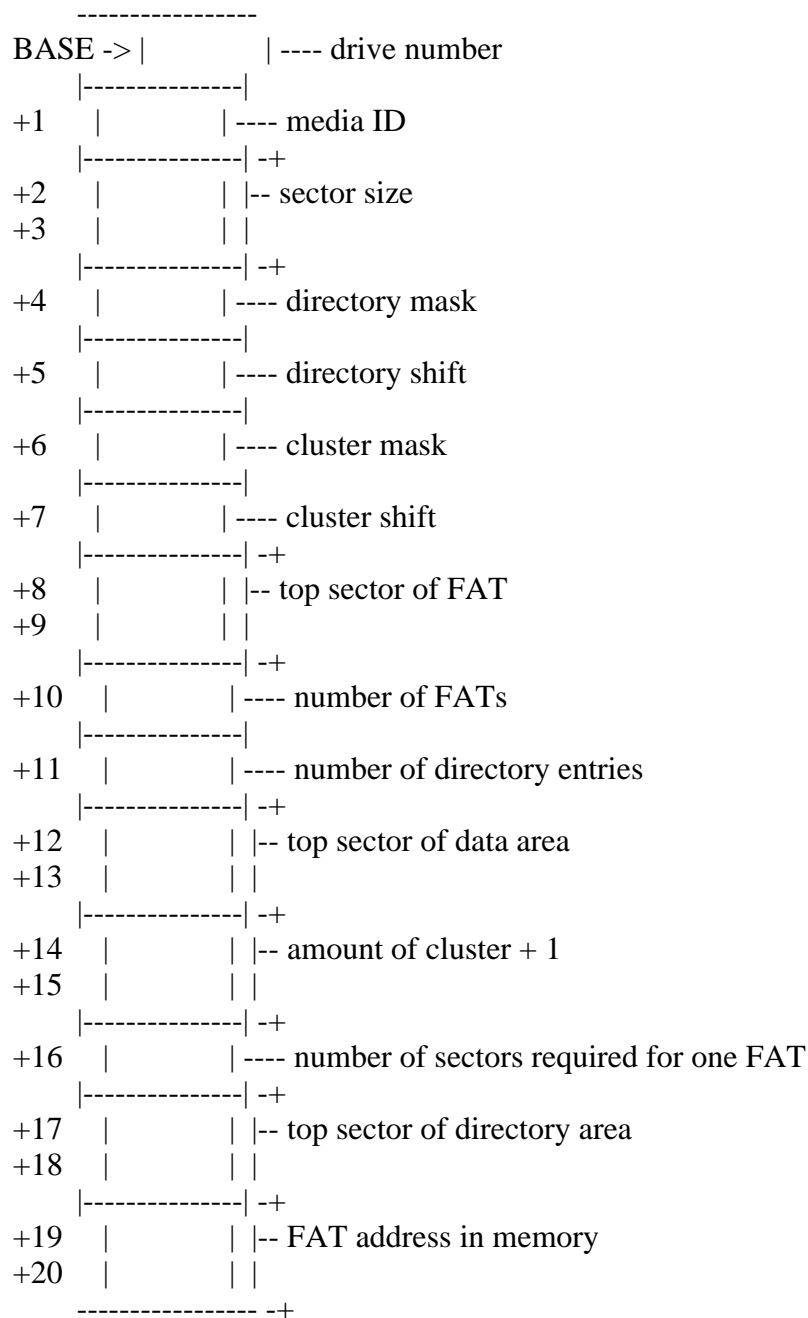 -----------------
BASE -> |               | ---- drive number
|---------------|
+1 | | ---- media ID
|---------------| -+
+2 | | |-- sector size
+3 | | |
|---------------| -+
+4 | | ---- directory mask
|---------------|
+5 | | ---- directory shift
|---------------|
+6 | | ---- cluster mask
|---------------|
+7 | | ---- cluster shift
|---------------| -+
+8 | | |-- top sector of FAT
+9 | | |
|---------------| -+
+10 | | ---- number of FATs
|---------------|
+11 | | ---- number of directory entries
|---------------| -+
+12 | | |-- top sector of data area
+13 | | |
|---------------| -+
+14 | | |-- amount of cluster + 1
+15 | | |
|---------------| -+
+16 | | ---- number of sectors required for one FAT
|---------------| -+
+17 | | |-- top sector of directory area
+18 | | |
|---------------| -+
+19 | | |-- FAT address in memory
+20 | | |
----------------- -+